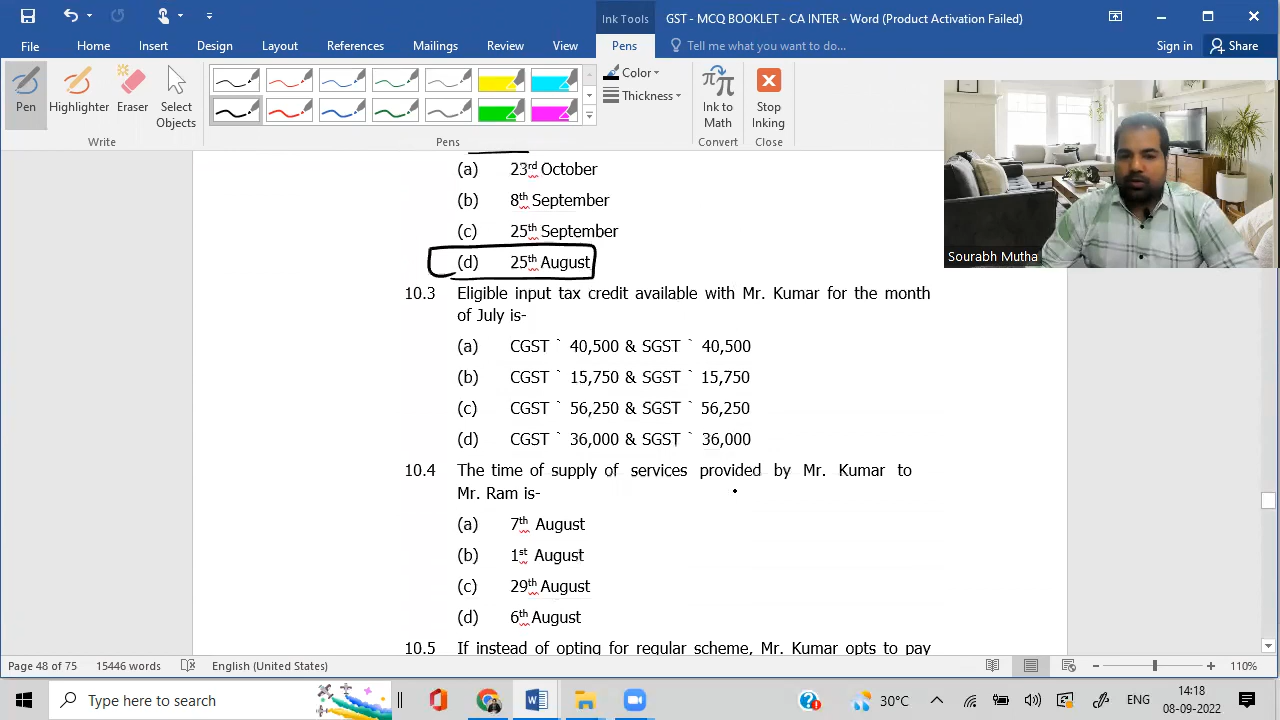 Ink Tools
GST - MCQ BOOKLET - CA INTER - Word (Product Activation Failed)
File Home Insert Design Layout References Mailings Review View Pens Tell me what you want to do... Sign in Share
Pen Highlighter Eraser Select Objects
Color
Thickness
Ink to Math
Stop Inking
Write Pens Convert Close
Sourabh Mutha
(a) 23rd October
(b) 8th September
(c) 25th September
(d) 25th August
10.3 Eligible input tax credit available with Mr. Kumar for the month
of July is-
(a) CGST ` 40,500 & SGST ` 40,500
(b) CGST ` 15,750 & SGST ` 15,750
(c) CGST ` 56,250 & SGST ` 56,250
(d) CGST ` 36,000 & SGST ` 36,000
10.4 The time of supply of services provided by Mr. Kumar to
Mr. Ram is-
(a) 7th August
(b) 1st August
(c) 29th August
(d) 6th August
10.5 If instead of opting for regular scheme, Mr. Kumar opts to pay
Page 48 of 75 15446 words English (United States) 110%
Type here to search 30°C ENG 14:18
08-09-2022